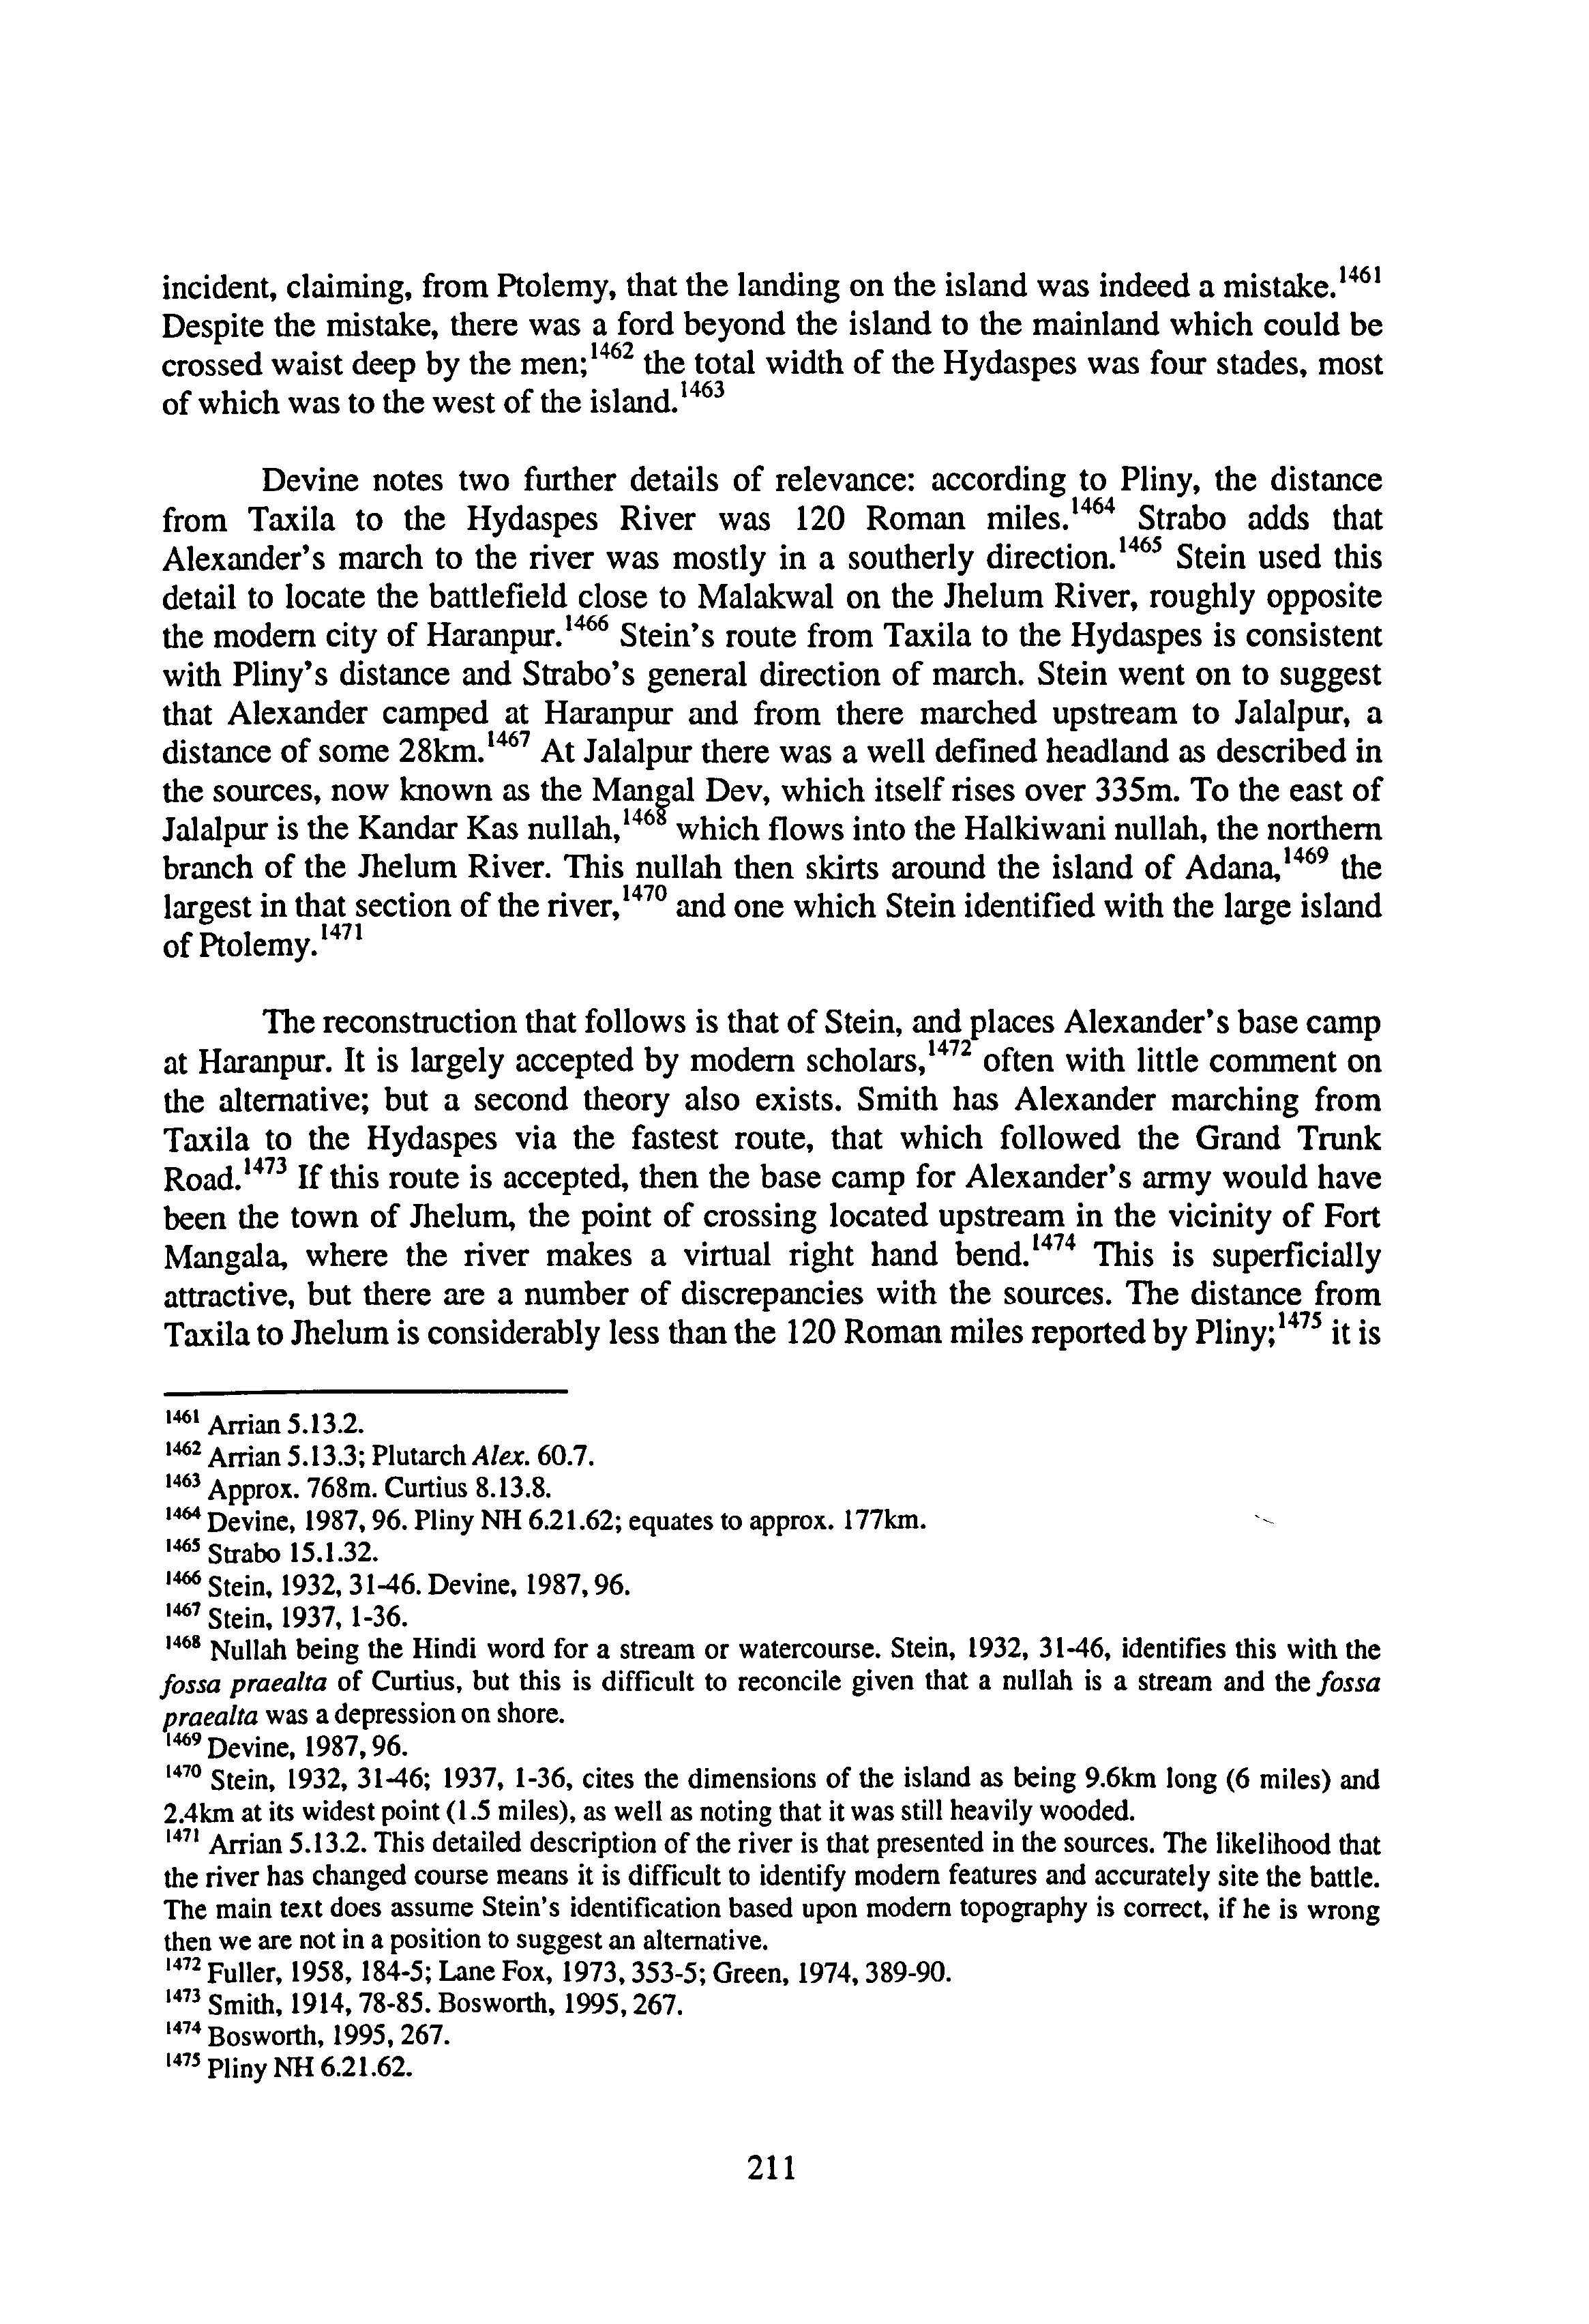 incident, claiming, from Ptolemy, that the landing on the island was indeed a mistake.1461
Despite the mistake, there was a ford beyond the island to the mainland which could be
crossed waist deep by the men;1462 the total width of the Hydaspes was four stades, most
of which was to the west of the island.1463
Devine notes two further details of relevance: according to Pliny, the distance
from Taxila to the Hydaspes River was 120 Roman miles.1464 Strabo adds that
Alexander's march to the river was mostly in a southerly direction.1465 Stein used this
detail to locate the battlefield close to Malakwal on the Jhelum River, roughly opposite
the modern city of Haranpur.1466 Stein's route from Taxila to the Hydaspes is consistent
with Pliny's distance and Strabo's general direction of march. Stein went on to suggest
that Alexander camped at Haranpur and from there marched upstream to Jalalpur, a
distance of some 28km.1467 At Jalalpur there was a well defined headland as described in
the sources, now known as the Mangal Dev, which itself rises over 335m. To the east of
Jalalpur is the Kandar Kas nullah,1468 which flows into the Halkiwani nullah, the northern
branch of the Jhelum River. This nullah then skirts around the island of Adana,1469 the
largest in that section of the river,1470 and one which Stein identified with the large island
of Ptolemy.1471
The reconstruction that follows is that of Stein, and places Alexander's base camp
at Haranpur. It is largely accepted by modern scholars,1472 often with little comment on
the alternative; but a second theory also exists. Smith has Alexander marching from
Taxila to the Hydaspes via the fastest route, that which followed the Grand Trunk
Road.1473 If this route is accepted, then the base camp for Alexander's army would have
been the town of Jhelum, the point of crossing located upstream in the vicinity of Fort
Mangala, where the river makes a virtual right hand bend.1474 This is superficially
attractive, but there are a number of discrepancies with the sources. The distance from
Taxila to Jhelum is considerably less than the 120 Roman miles reported by Pliny;1475 it is
1461 Arrian 5.13.2.
1462 Arrian 5.13.3; Plutarch Alex. 60.7.
1463 Approx. 768m. Curtius 8.13.8.
1464 Devine, 1987, 96. Pliny NH 6.21.62; equates to approx. 177km.
1465 Strabo 15.1.32.
1466 Stein, 1932, 31-46. Devine, 1987, 96.
1467 Stein, 1937, 1-36.
1468 Nullah being the Hindi word for a stream or watercourse. Stein, 1932, 31-46, identifies this with the
fossa praealta of Curtius, but this is difficult to reconcile given that a nullah is a stream and the fossa
praealta was a depression on shore.
1469 Devine, 1987, 96.
1470 Stein, 1932, 31-46; 1937, 1-36, cites the dimensions of the island as being 9.6km long (6 miles) and
2.4km at its widest point (1.5 miles), as well as noting that it was still heavily wooded.
1471 Arrian 5.13.2. This detailed description of the river is that presented in the sources. The likelihood that
the river has changed course means it is difficult to identify modern features and accurately site the battle.
The main text does assume Stein's identification based upon modern topography is correct, if he is wrong
then we are not in a position to suggest an alternative.
1472 Fuller, 1958, 184-5; Lane Fox, 1973, 353-5; Green, 1974, 389-90.
1473 Smith, 1914, 78-85. Bosworth, 1995, 267.
1474 Bosworth, 1995, 267.
1475 Pliny NH 6.21.62.
211